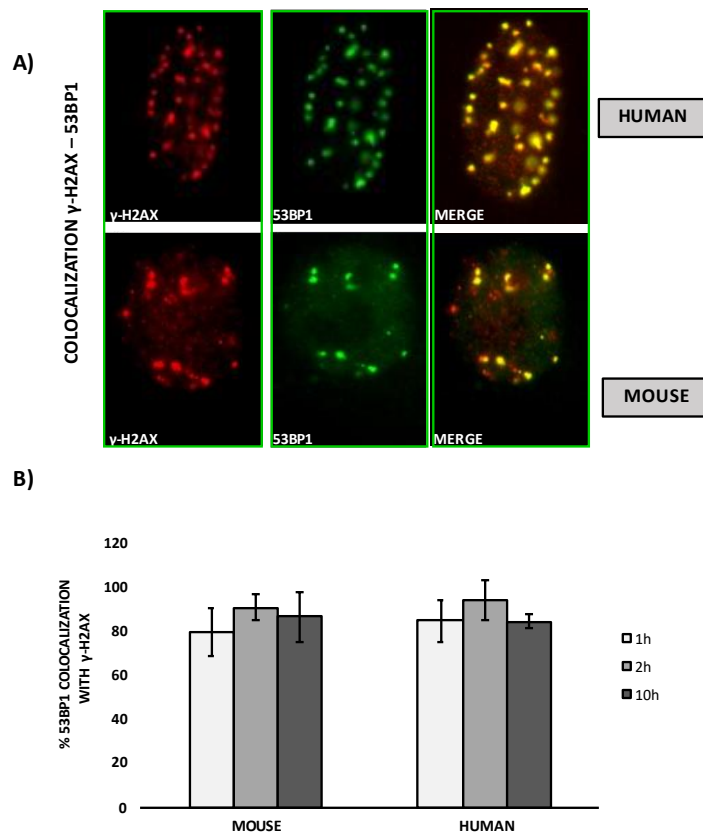 A)
COLOCALIZATION γ-H2AX – 53BP1
γ-H2AX
53BP1
MERGE
HUMAN
γ-H2AX
53BP1
MERGE
MOUSE
B)
% 53BP1 COLOCALIZATION
WITH γ-H2AX
120
100
80
60
40
20
0
MOUSE
HUMAN
1h
2h
10h